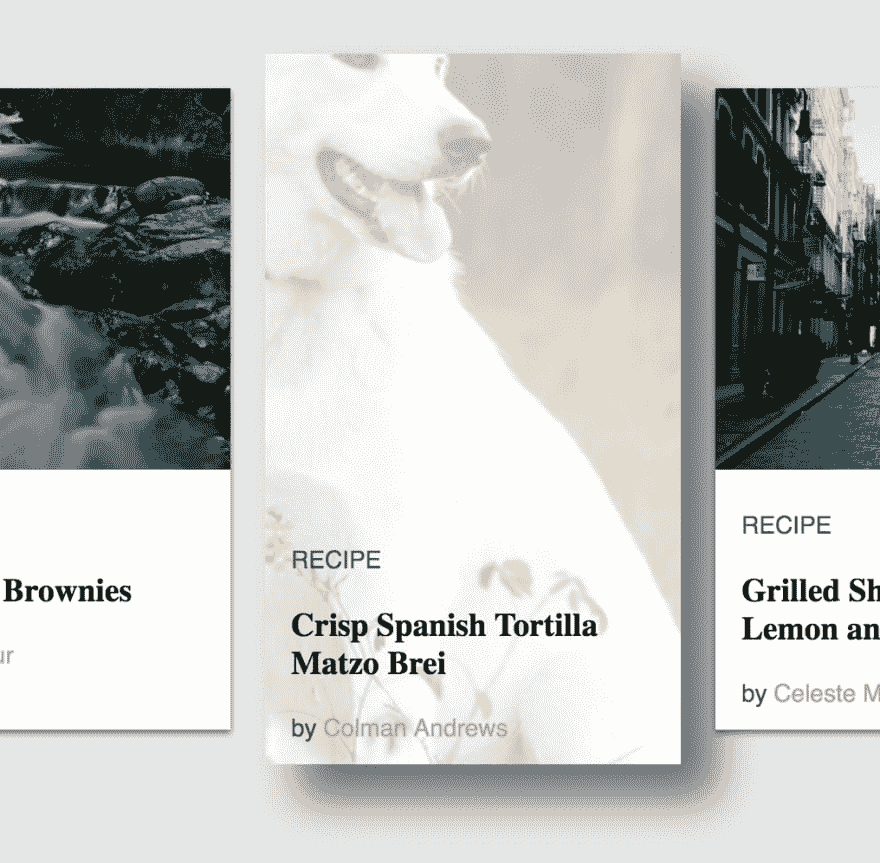 Brownies
ur
RECIPE
Crisp Spanish Tortilla
Matzo Brei
by Colman Andrews
RECIPE
Grilled Sh
Lemon an
by Celeste M